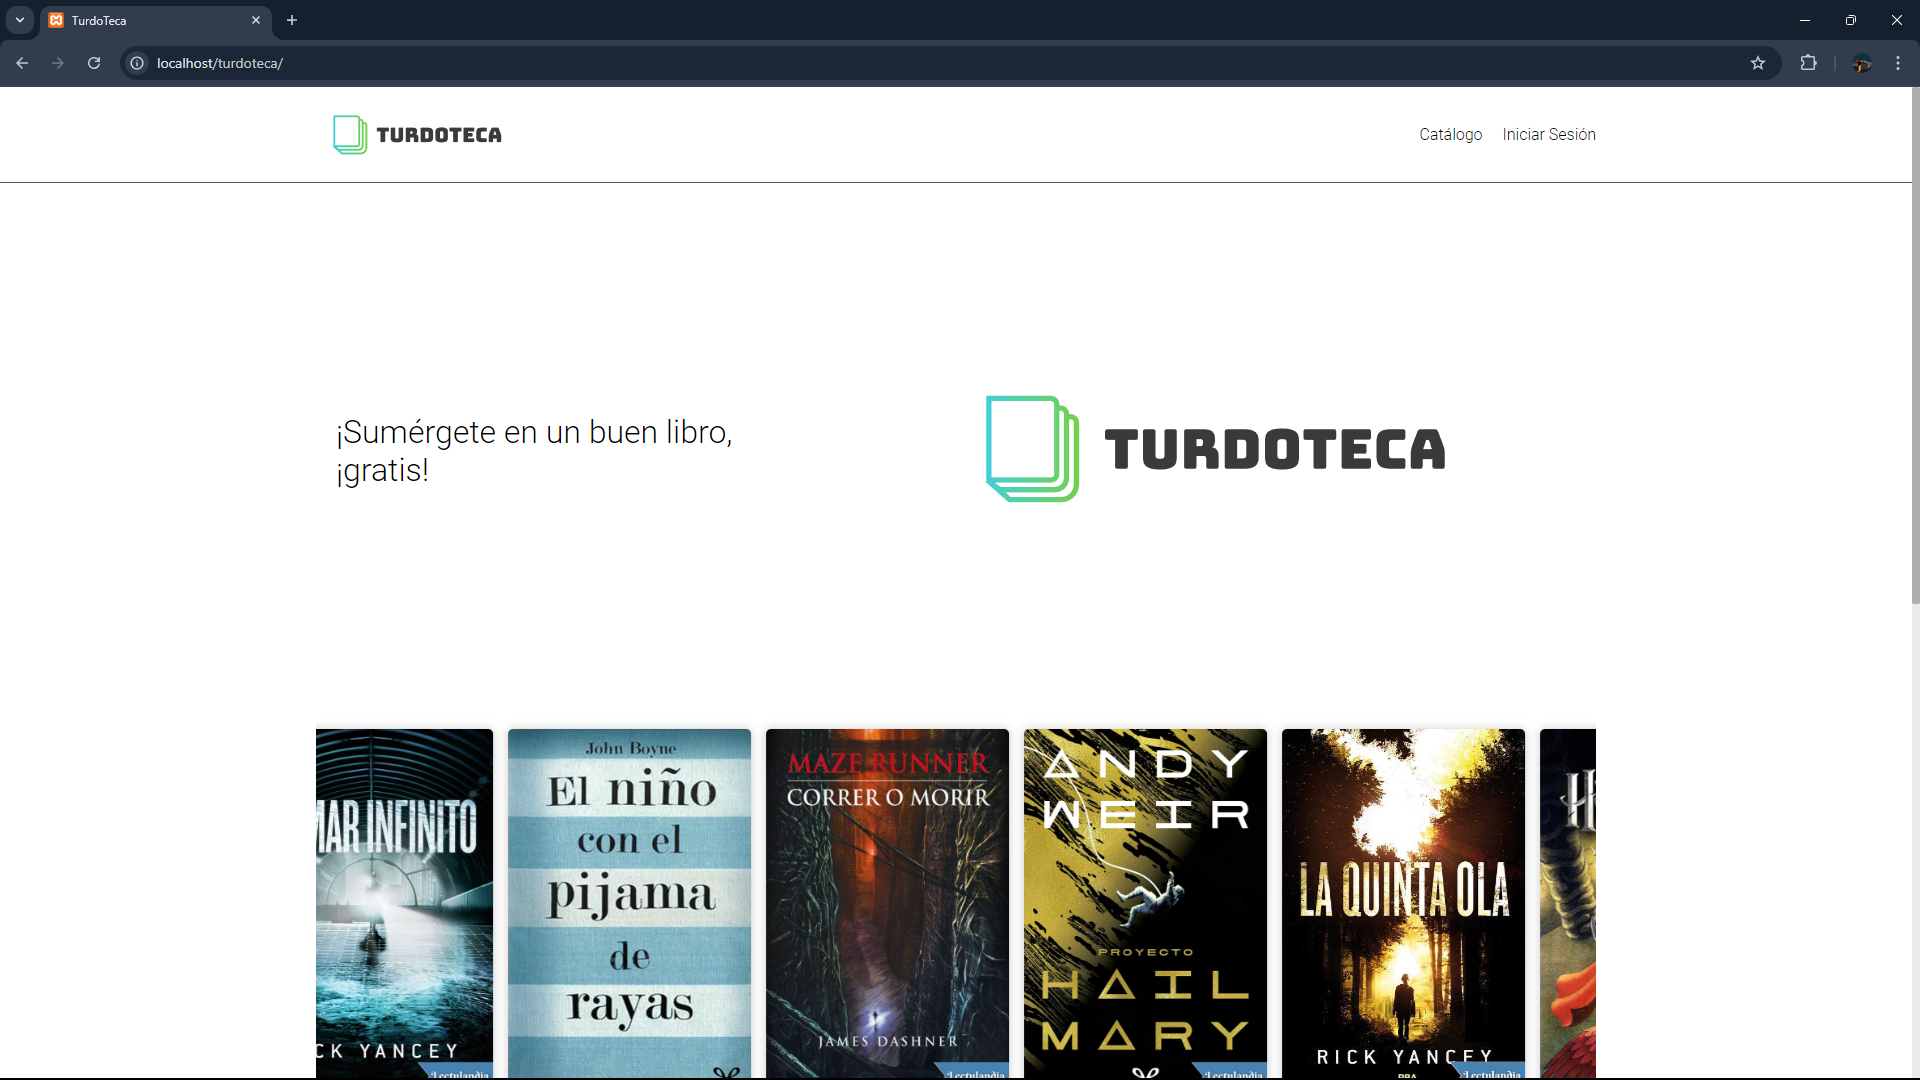 TurdoTeca
localhost/turdoteca/
TURDOTECA
Catálogo
Iniciar Sesión
¡Sumérgete en un buen libro,
¡gratis!
TURDOTECA
MAR INFINITO
CK YANCEY
Lectulandia
John Boyne
El niño
con el
pijama
de
rayas
MAZE RUNNER
CORRER O MORIR
JAMES DASHNER
Lectulandia
ANDY
WEIR
PROYECTO
HAIL
MARY
Lectulandia
LA QUINTA OLA
RICK YANCEY
RBA
Lectulandia
H